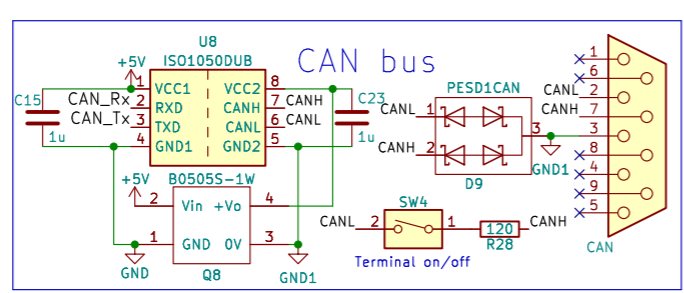 CAN bus
U8
ISO1050DUB
+5V
C15
1u
CAN_Rx
CAN_Tx
1 VCC1
2 RXD
3 TXD
4 GND1
VCC2 8
CANH 7 CANH
CANL 6 CANL
GND2 5
C23
1u
B0505S-1W
+5V
2 Vin +Vo 4
1 GND 0V 3
Q8
GND
GND1
PESD1CAN
CANL 1
CANH 2
3
D9
GND1
SW4
CANL 2 1 120 CANH
R28
Terminal on/off
1
6
CANL 2
CANH 7
3
8
4
9
5
CAN